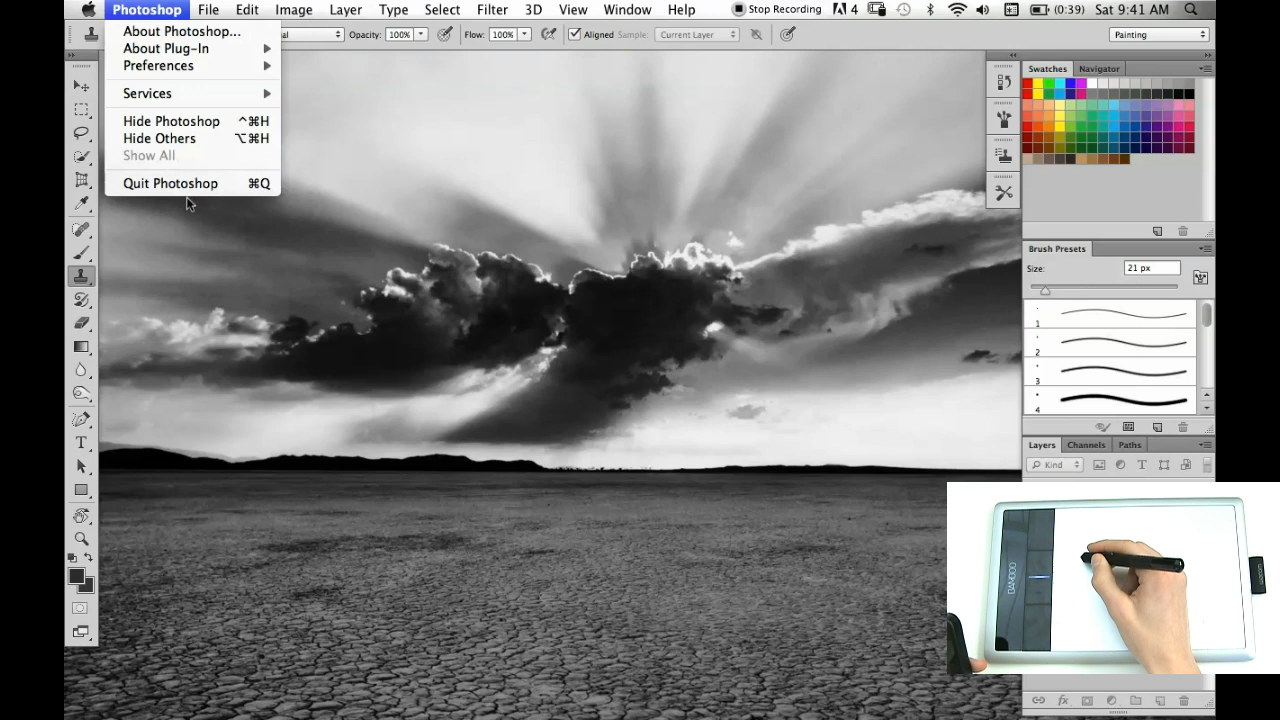 Photoshop File Edit Image Layer Type Select Filter 3D View Window Help Stop Recording 4 (0:39) Sat 9:41 AM
Opacity: 100% Flow: 100% Aligned Sample: Current Layer Painting
About Photoshop...
About Plug-In
Preferences
Services
Hide Photoshop ^⌘H
Hide Others ⌥⌘H
Show All
Quit Photoshop ⌘Q
Swatches Navigator
Brush Presets
Size: 21 px
1
2
3
4
Layers Channels Paths
Kind
BAMBOO